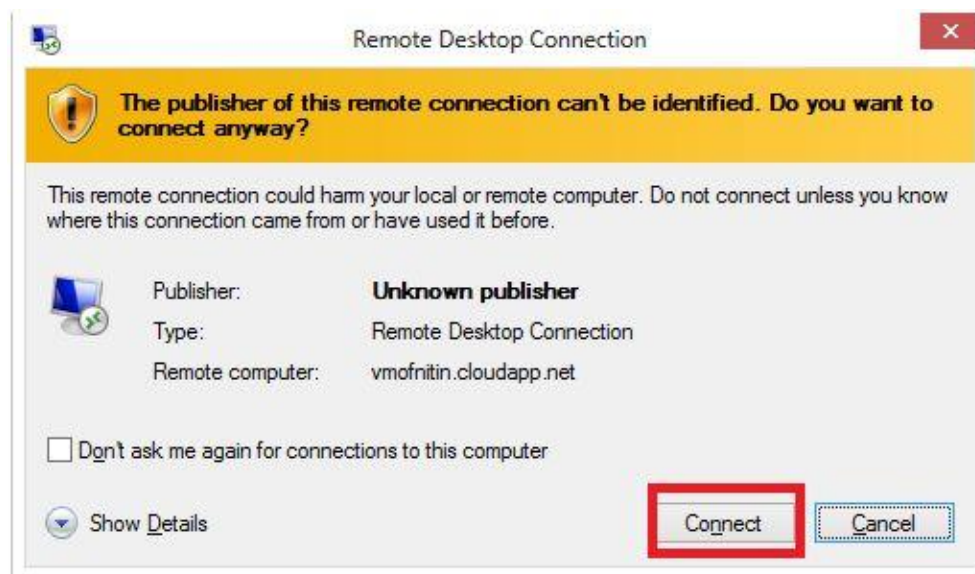 Remote Desktop Connection
The publisher of this remote connection can't be identified. Do you want to
connect anyway?
This remote connection could harm your local or remote computer. Do not connect unless you know
where this connection came from or have used it before.
Publisher: Unknown publisher
Type: Remote Desktop Connection
Remote computer: vmofnitin.cloudapp.net
Don't ask me again for connections to this computer
Show Details Connect Cancel